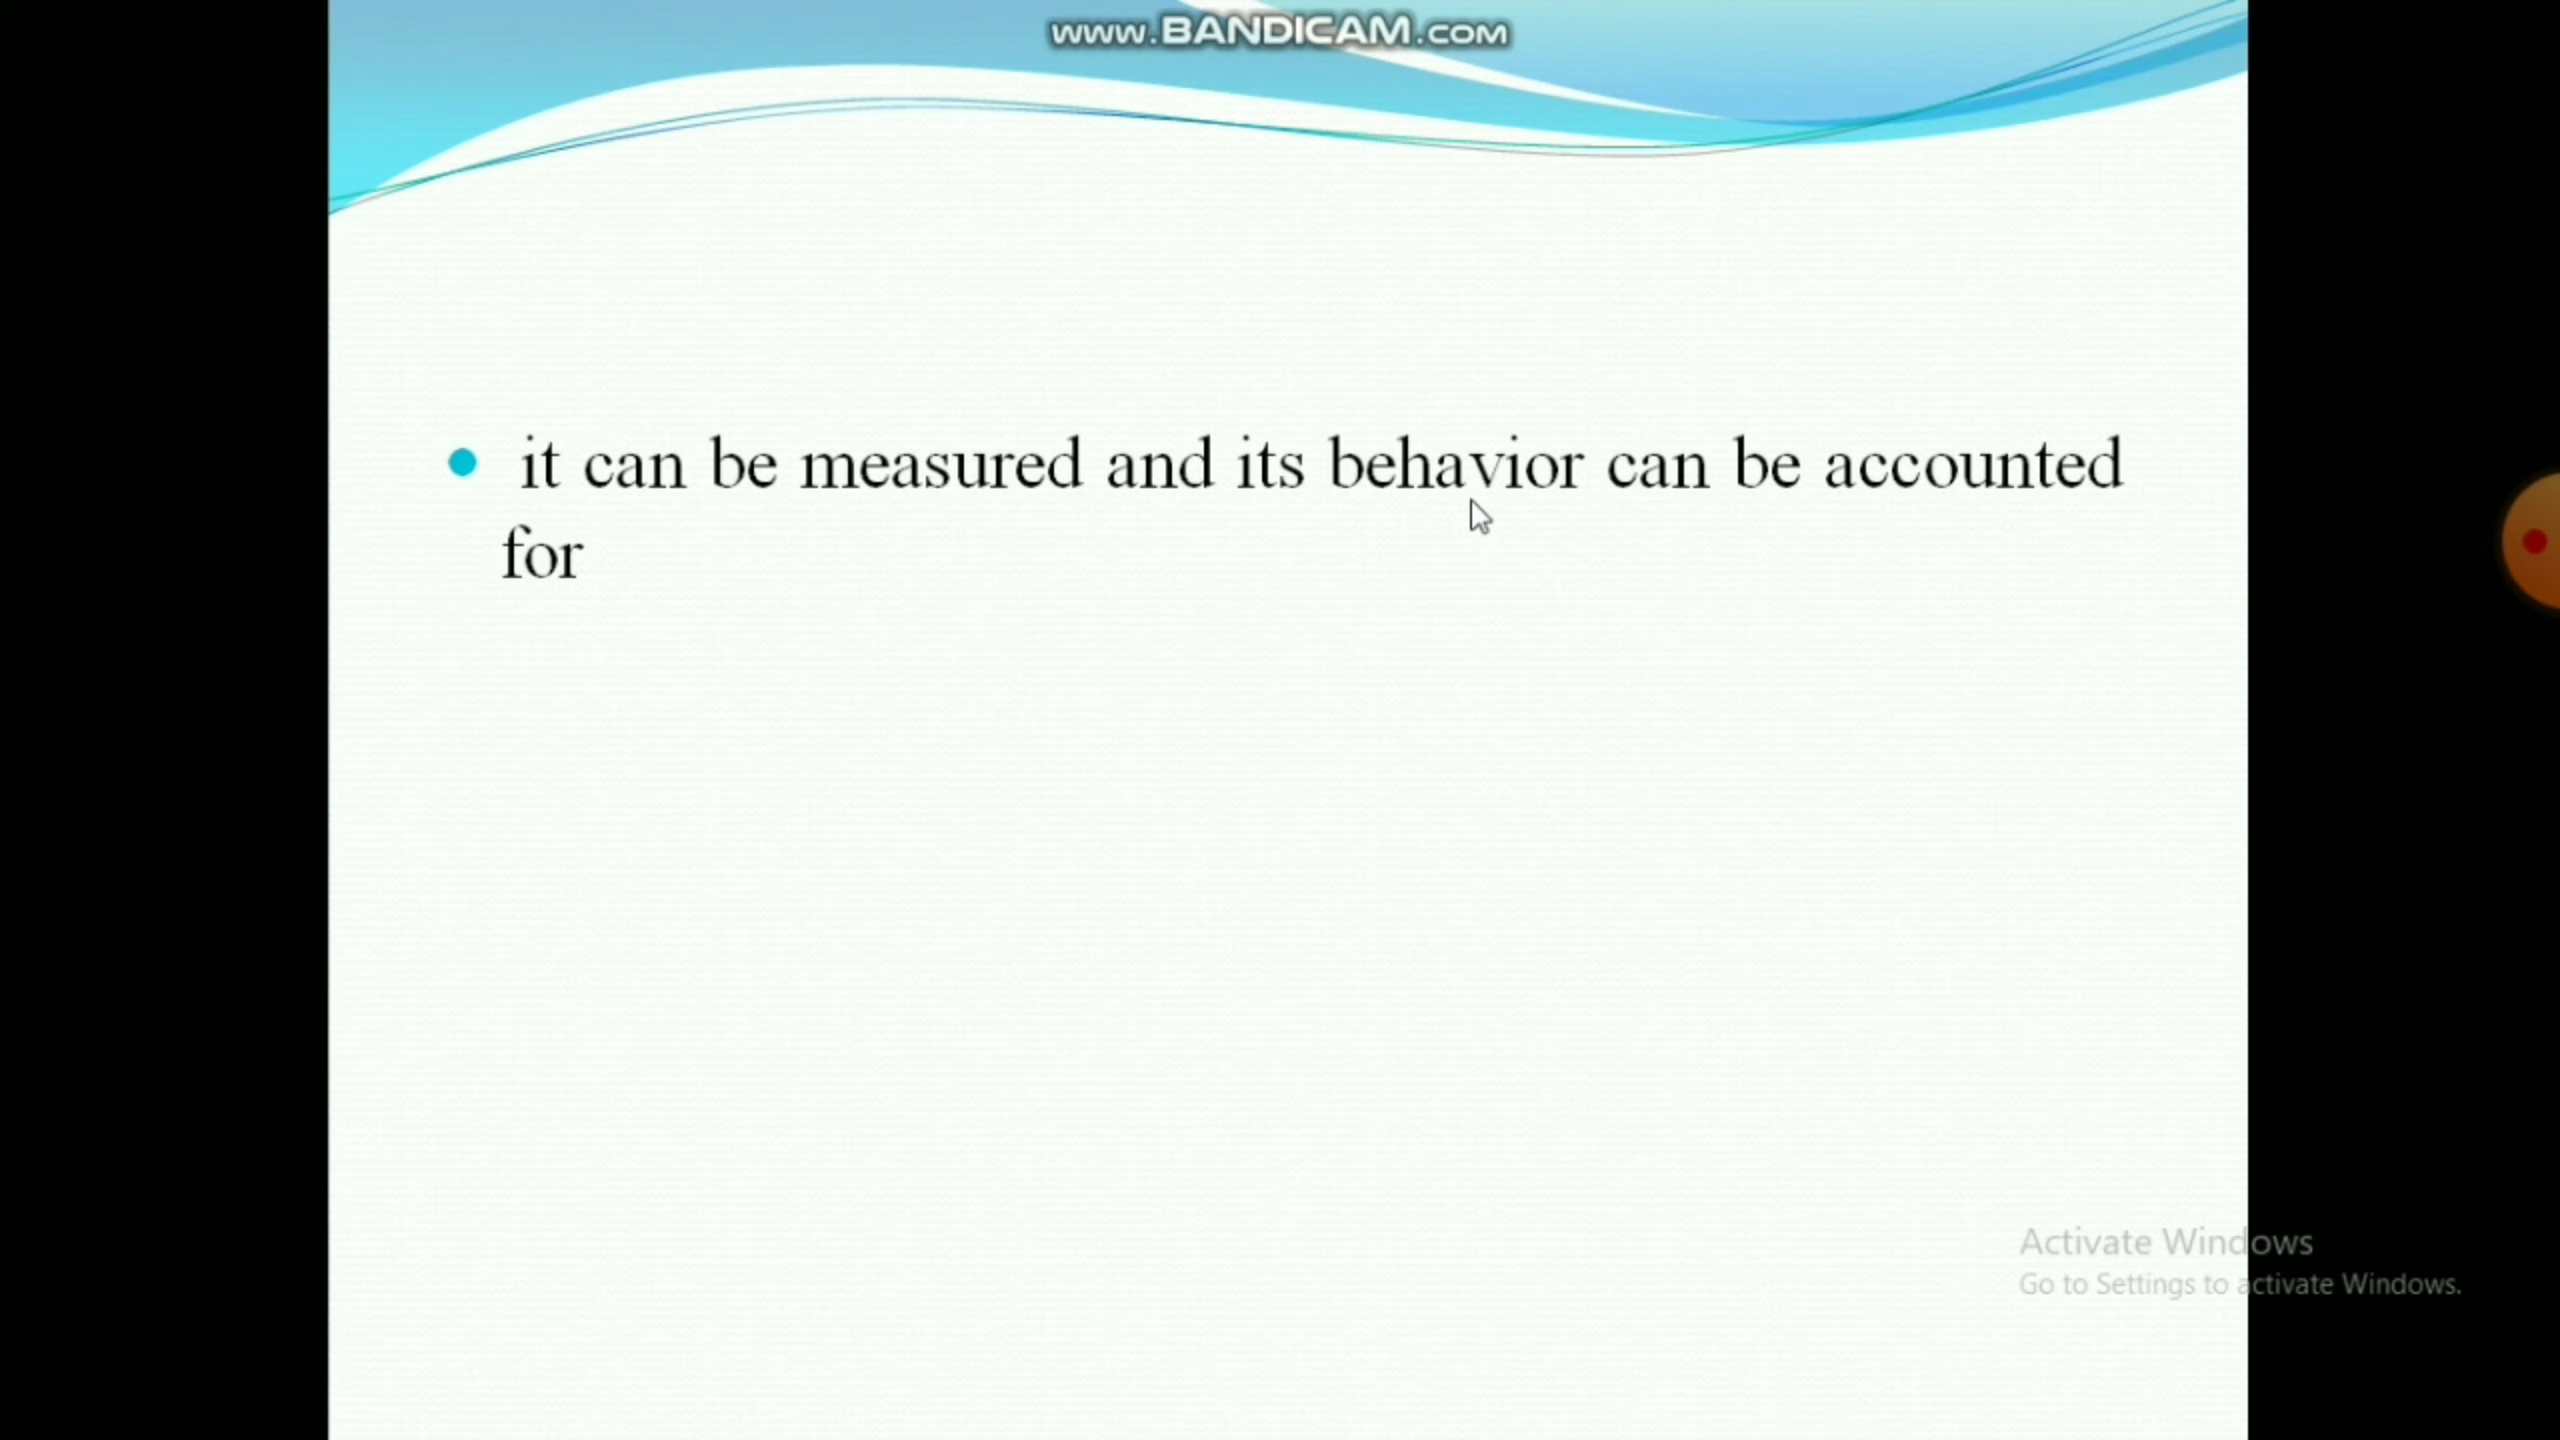 www.BANDICAM.com
• it can be measured and its behavior can be accounted
for
Activate Windows
Go to Settings to activate Windows.